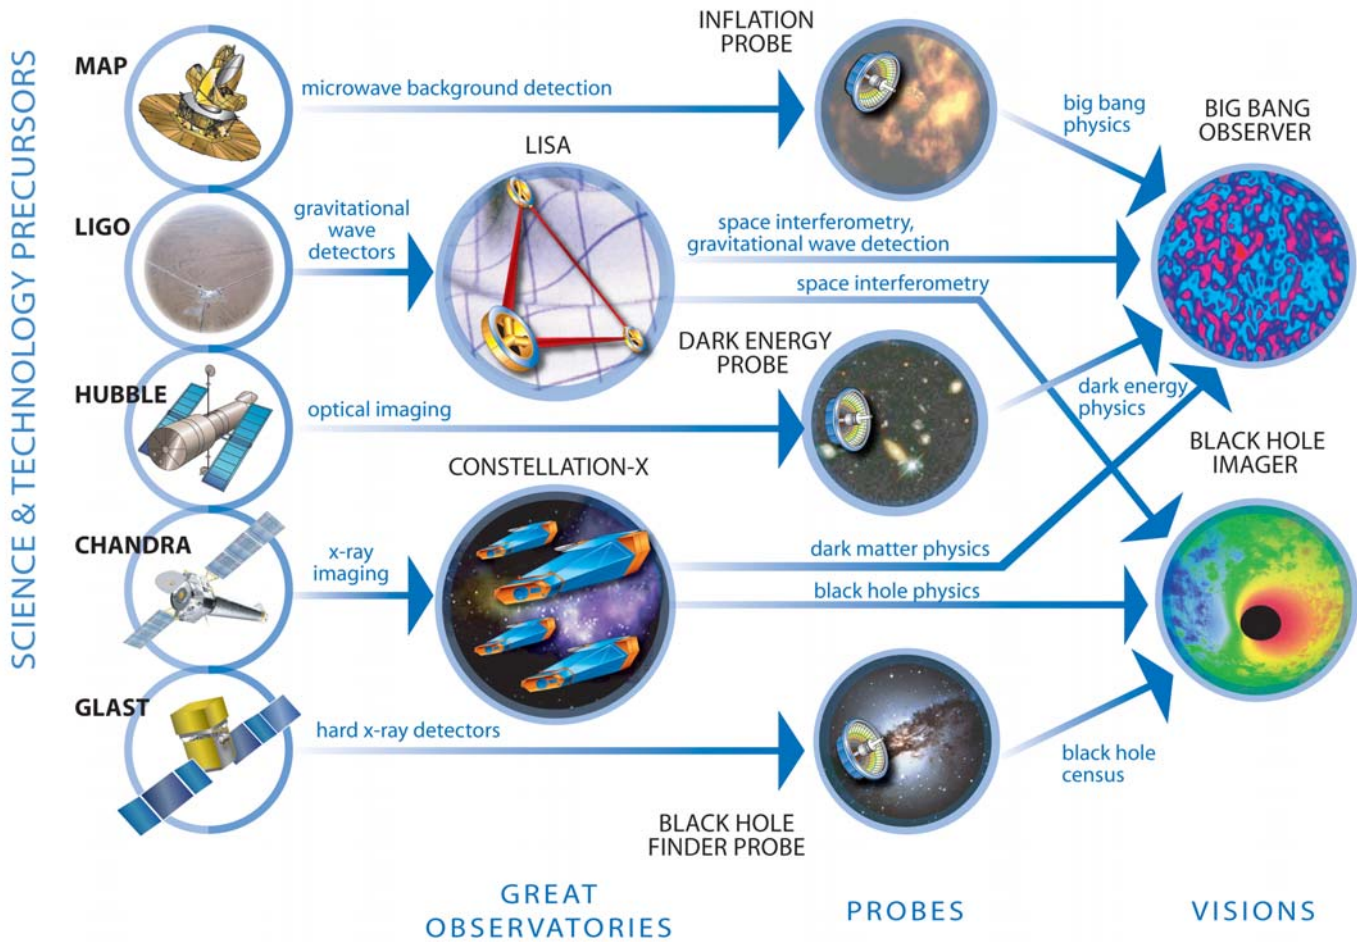 SCIENCE & TECHNOLOGY PRECURSORS
MAP
microwave background detection
INFLATION
PROBE
big bang
physics
BIG BANG
OBSERVER
LIGO
gravitational
wave
detectors
LISA
space interferometry,
gravitational wave detection
space interferometry
HUBBLE
optical imaging
DARK ENERGY
PROBE
dark energy
physics
BLACK HOLE
IMAGER
CHANDRA
x-ray
imaging
CONSTELLATION-X
dark matter physics
black hole physics
GLAST
hard x-ray detectors
BLACK HOLE
FINDER PROBE
black hole
census
GREAT
OBSERVATORIES
PROBES
VISIONS